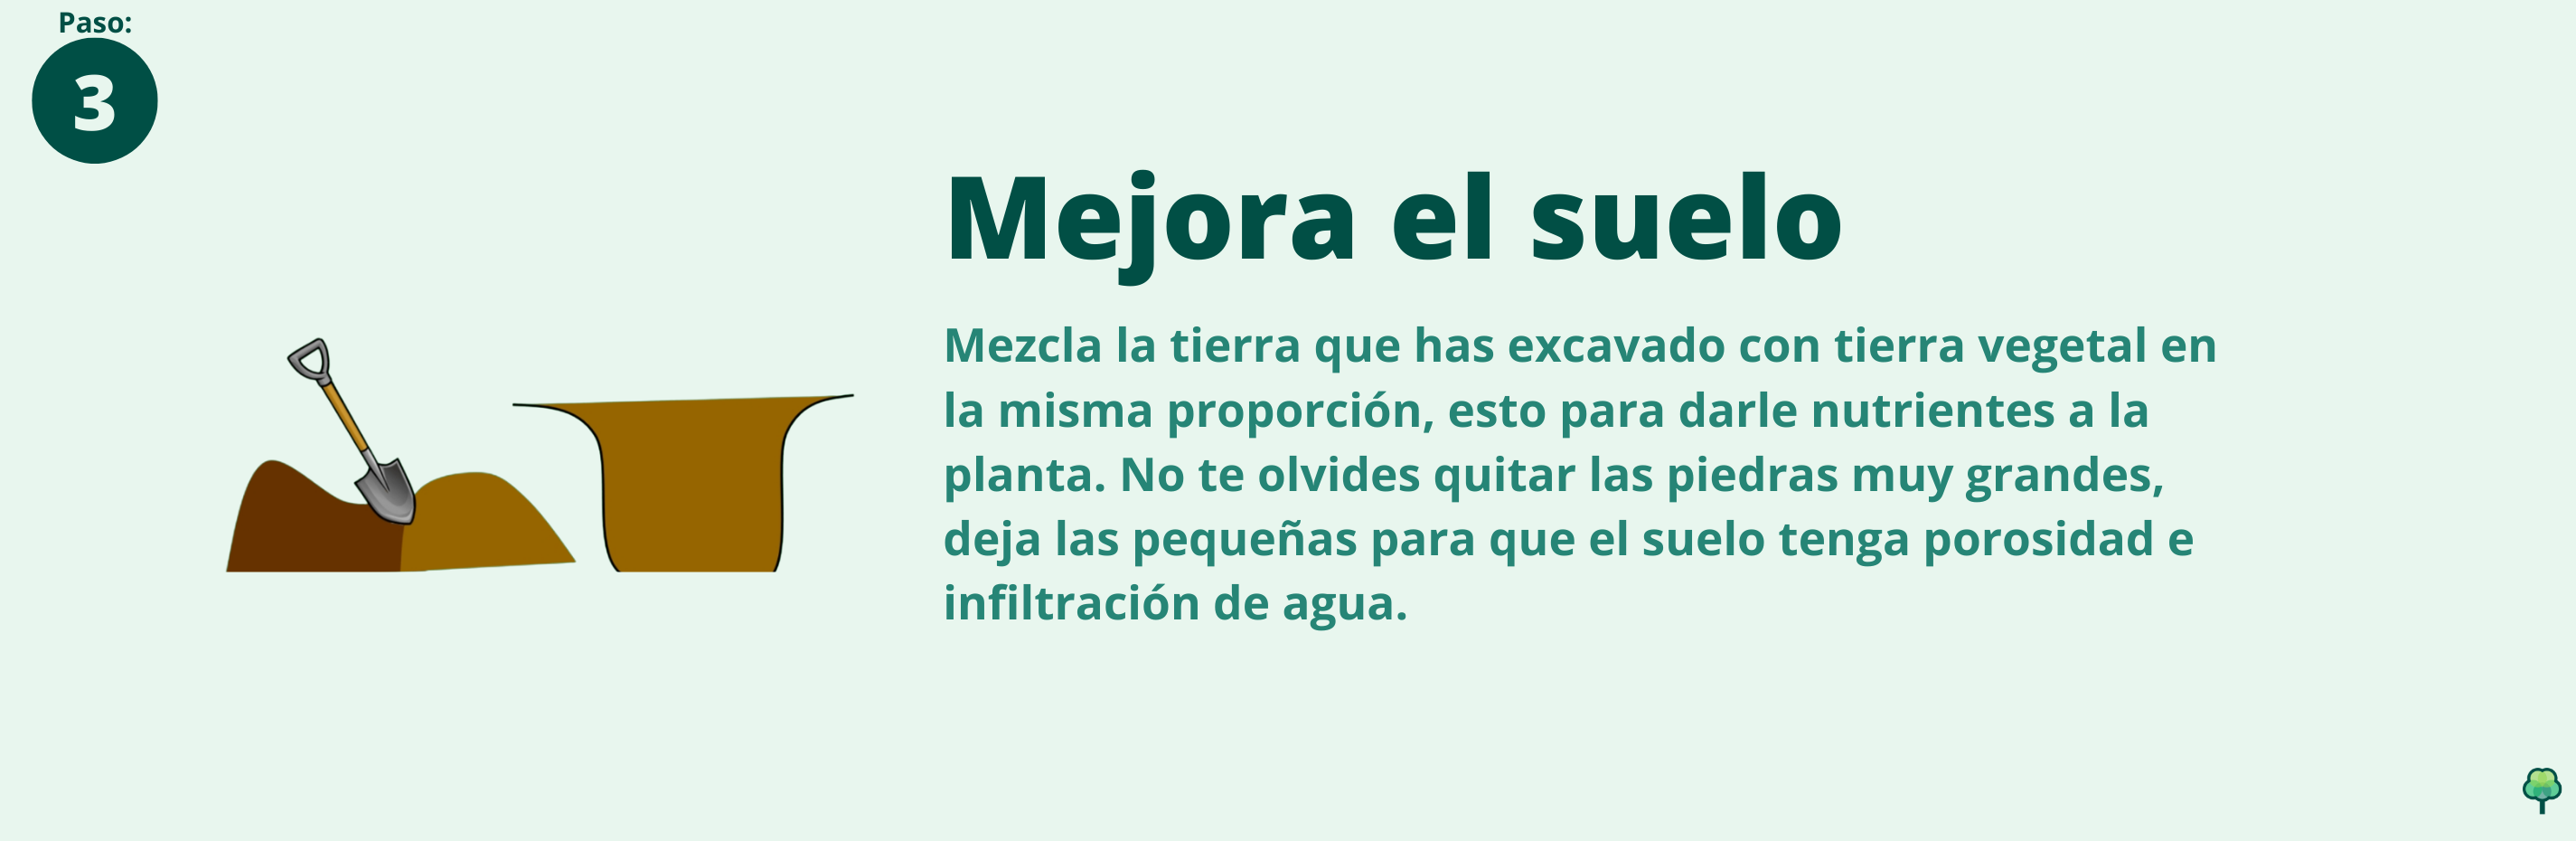 Paso:
3
Mejora el suelo
Mezcla la tierra que has excavado con tierra vegetal en
la misma proporción, esto para darle nutrientes a la
planta. No te olvides quitar las piedras muy grandes,
deja las pequeñas para que el suelo tenga porosidad e
infiltración de agua.